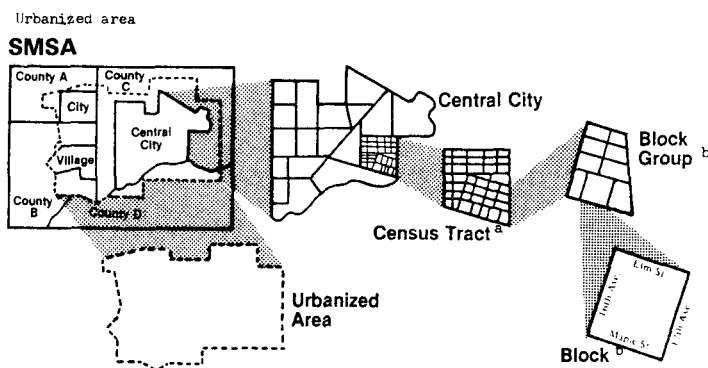 Urbanized area
SMSA
County A
County C
City
Central City
Village
County B
County D
Central City
Census Tract a
Block Group b
Urbanized Area
Elm St
Maple St
Block b